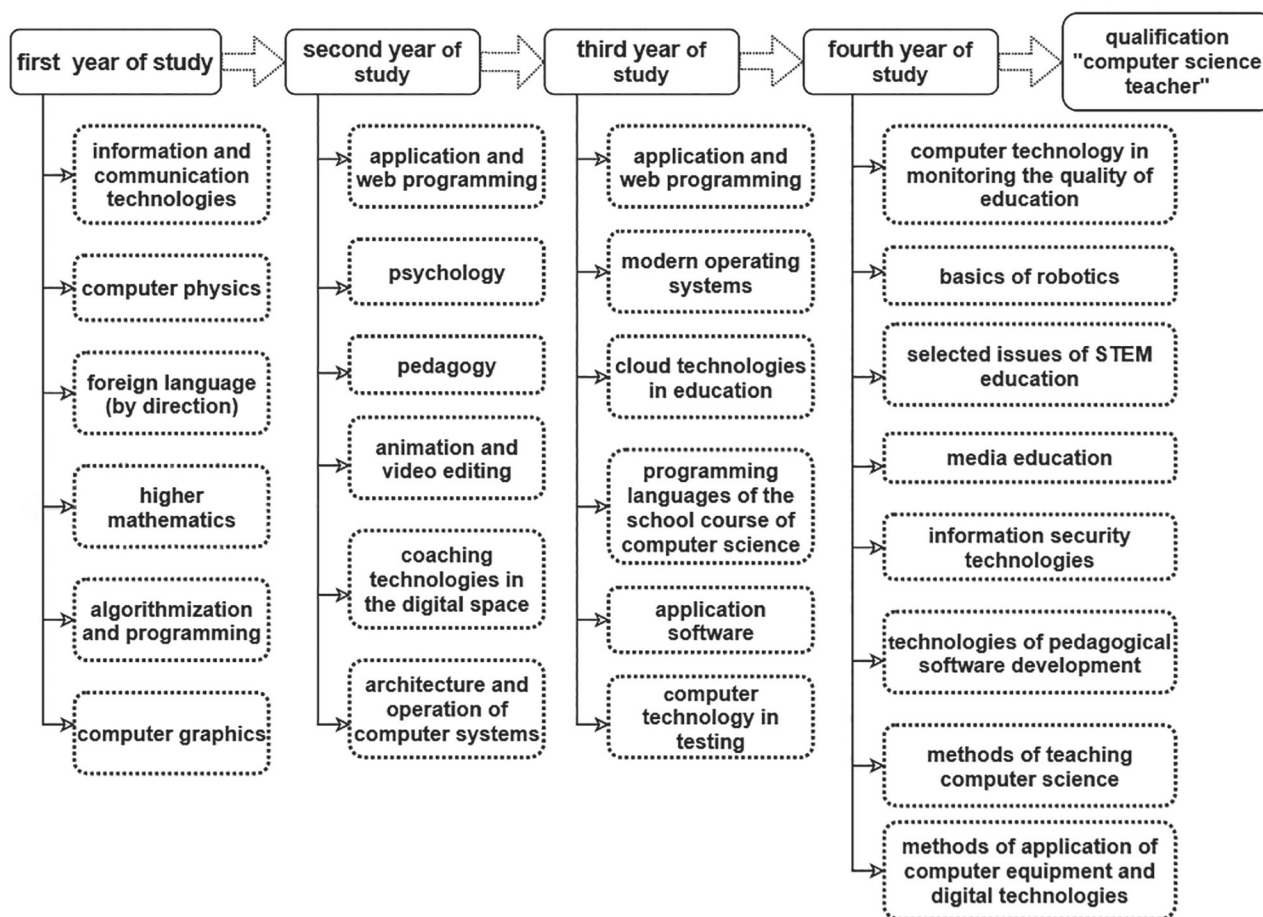 first year of study
second year of
study
third year of
study
fourth year of
study
qualification
"computer science
teacher"
information and
communication
technologies
computer physics
foreign language
(by direction)
higher
mathematics
algorithmization
and programming
computer graphics
application and
web programming
psychology
pedagogy
animation and
video editing
coaching
technologies in
the digital space
architecture and
operation of
computer systems
application and
web programming
modern operating
systems
cloud technologies
in education
programming
languages of the
school course of
computer science
application
software
computer
technology in
testing
computer technology in
monitoring the quality of
education
basics of robotics
selected issues of STEM
education
media education
information security
technologies
technologies of pedagogical
software development
methods of teaching
computer science
methods of application of
computer equipment and
digital technologies